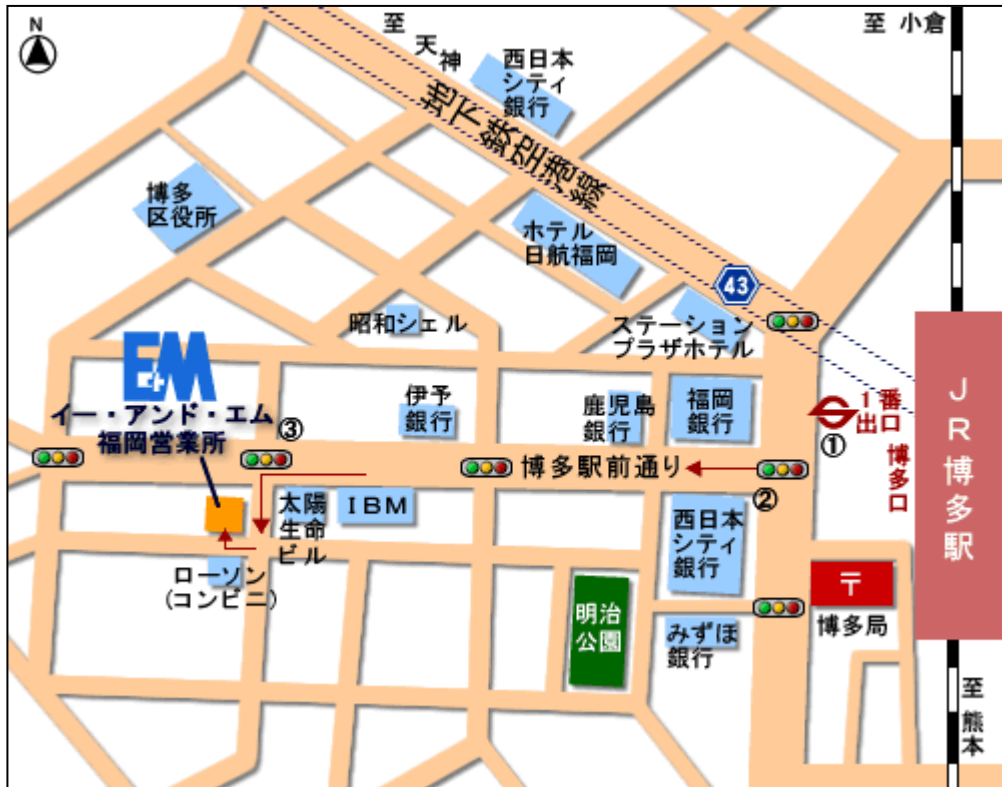 N
至
天神
至 小倉
西日本
シティ
銀行
地下鉄空港線
博多
区役所
ホテル
日航福岡
43
昭和シェル
ステーション
プラザホテル
E+M
イー・アンド・エム
福岡営業所
③
伊予
銀行
鹿児島
銀行
福岡
銀行
1番
出口
①
博多口
JR博多駅
博多駅前通り
②
太陽
生命
ビル
IBM
西日本
シティ
銀行
ローソン
(コンビニ)
明治
公園
〒
博多局
みずほ
銀行
至
熊本